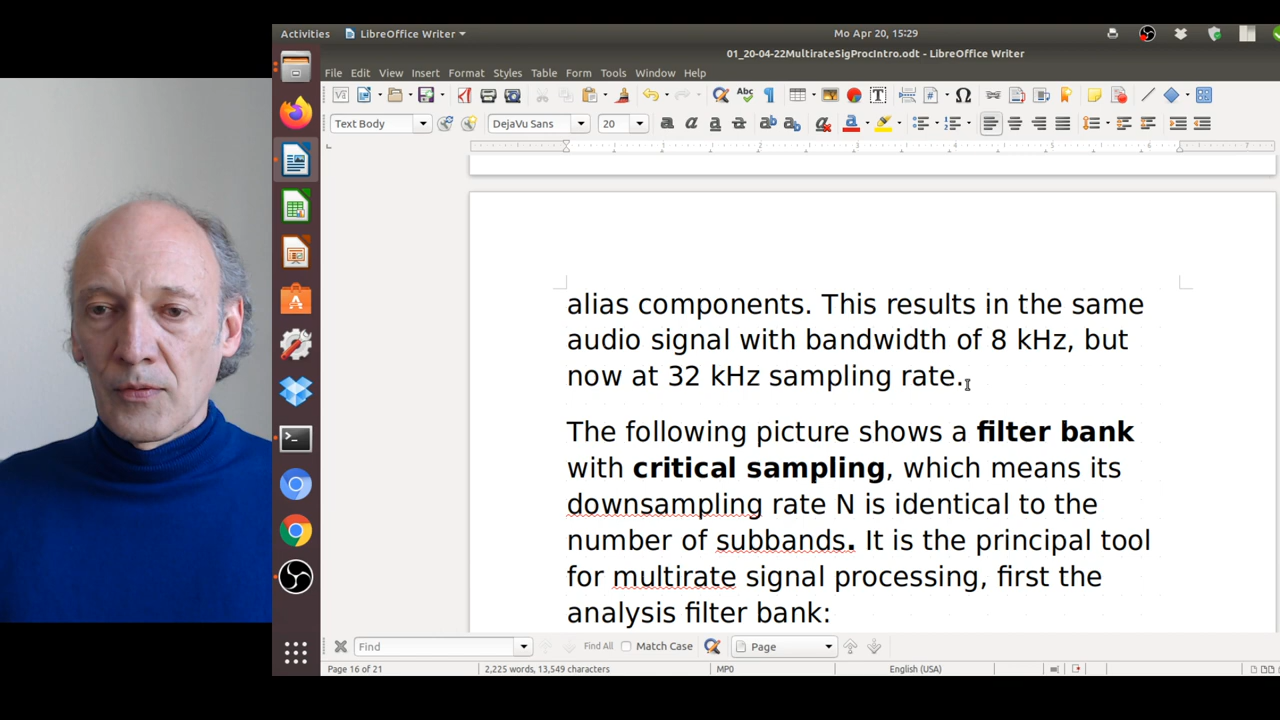 Activities LibreOffice Writer Mo Apr 20, 15:29
01_20-04-22MultirateSigProcIntro.odt - LibreOffice Writer
File Edit View Insert Format Styles Table Form Tools Window Help
Text Body DejaVu Sans 20
alias components. This results in the same
audio signal with bandwidth of 8 kHz, but
now at 32 kHz sampling rate.
The following picture shows a filter bank
with critical sampling, which means its
downsampling rate N is identical to the
number of subbands. It is the principal tool
for multirate signal processing, first the
analysis filter bank:
Find Find All Match Case Page
Page 16 of 21 2,225 words, 13,549 characters MP0 English (USA)